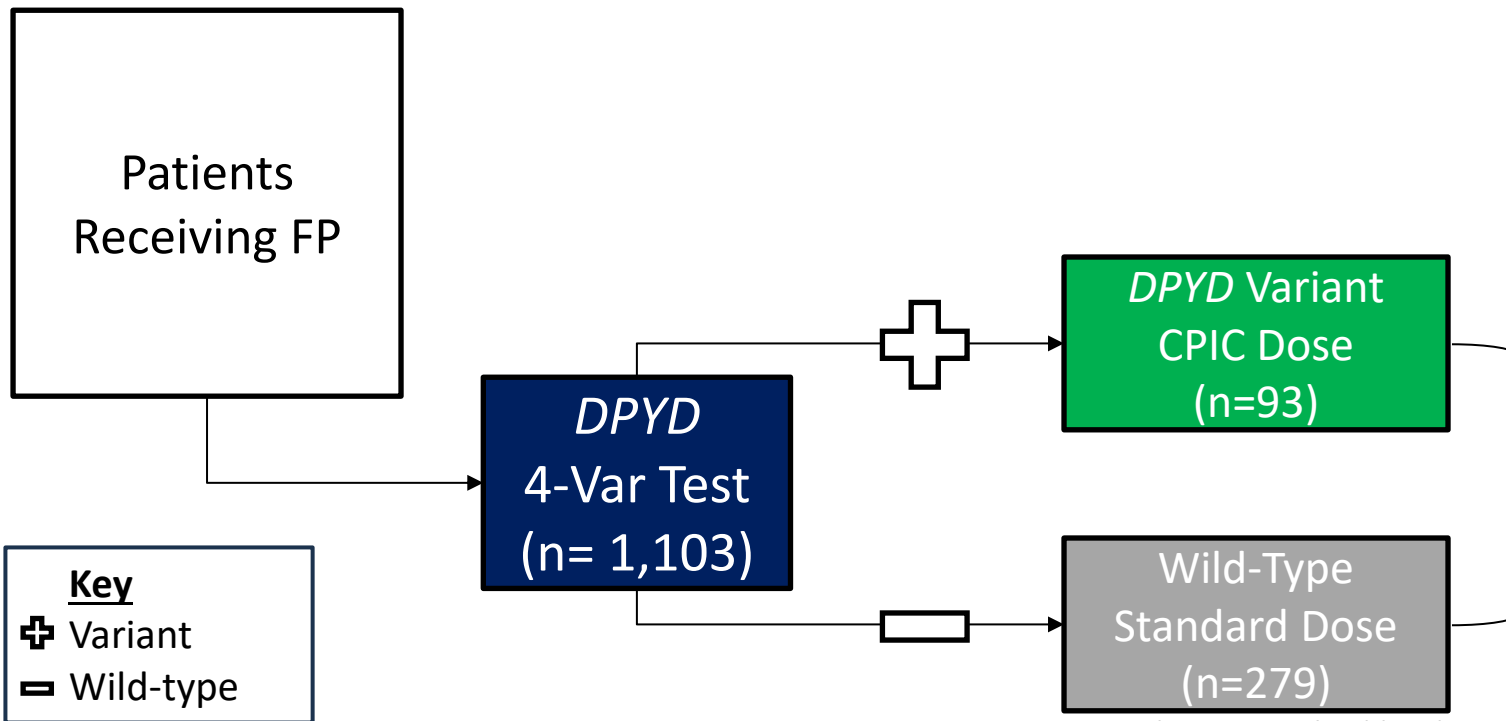 Patients
Receiving FP
DPYD
4-Var Test
(n= 1,103)
DPYD Variant
CPIC Dose
(n=93)
Wild-Type
Standard Dose
(n=279)
Key
Variant
Wild-type